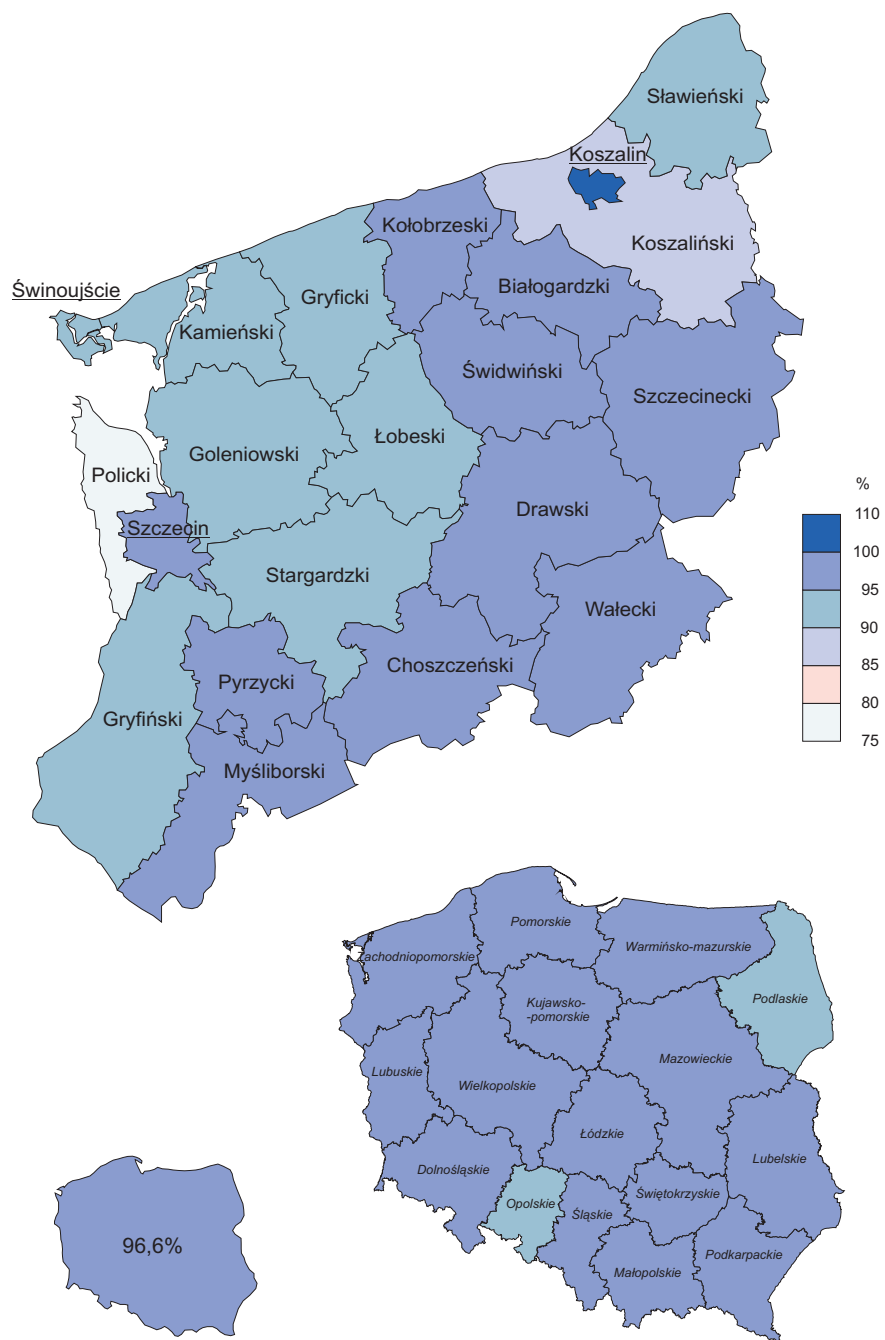 Sławieński
Koszalin
Kołobrzeski
Koszaliński
Białogardzki
Świnoujście
Gryficki
Kamieński
Świdwiński
Szczecinecki
Łobeski
Goleniowski
Policki
%
Drawski
110
Szczecin
100
Stargardzki
95
Wałecki
90
Choszczeński
85
Pyrzycki
80
Gryfiński
75
Myśliborski
Pomorskie
Warmińsko-mazurskie
Zachodniopomorskie
Podlaskie
Kujawsko-
-pomorskie
Mazowieckie
Lubuskie
Wielkopolskie
Łódzkie
Lubelskie
Dolnośląskie
Świętokrzyskie
Opolskie
Śląskie
96,6%
Podkarpackie
Małopolskie